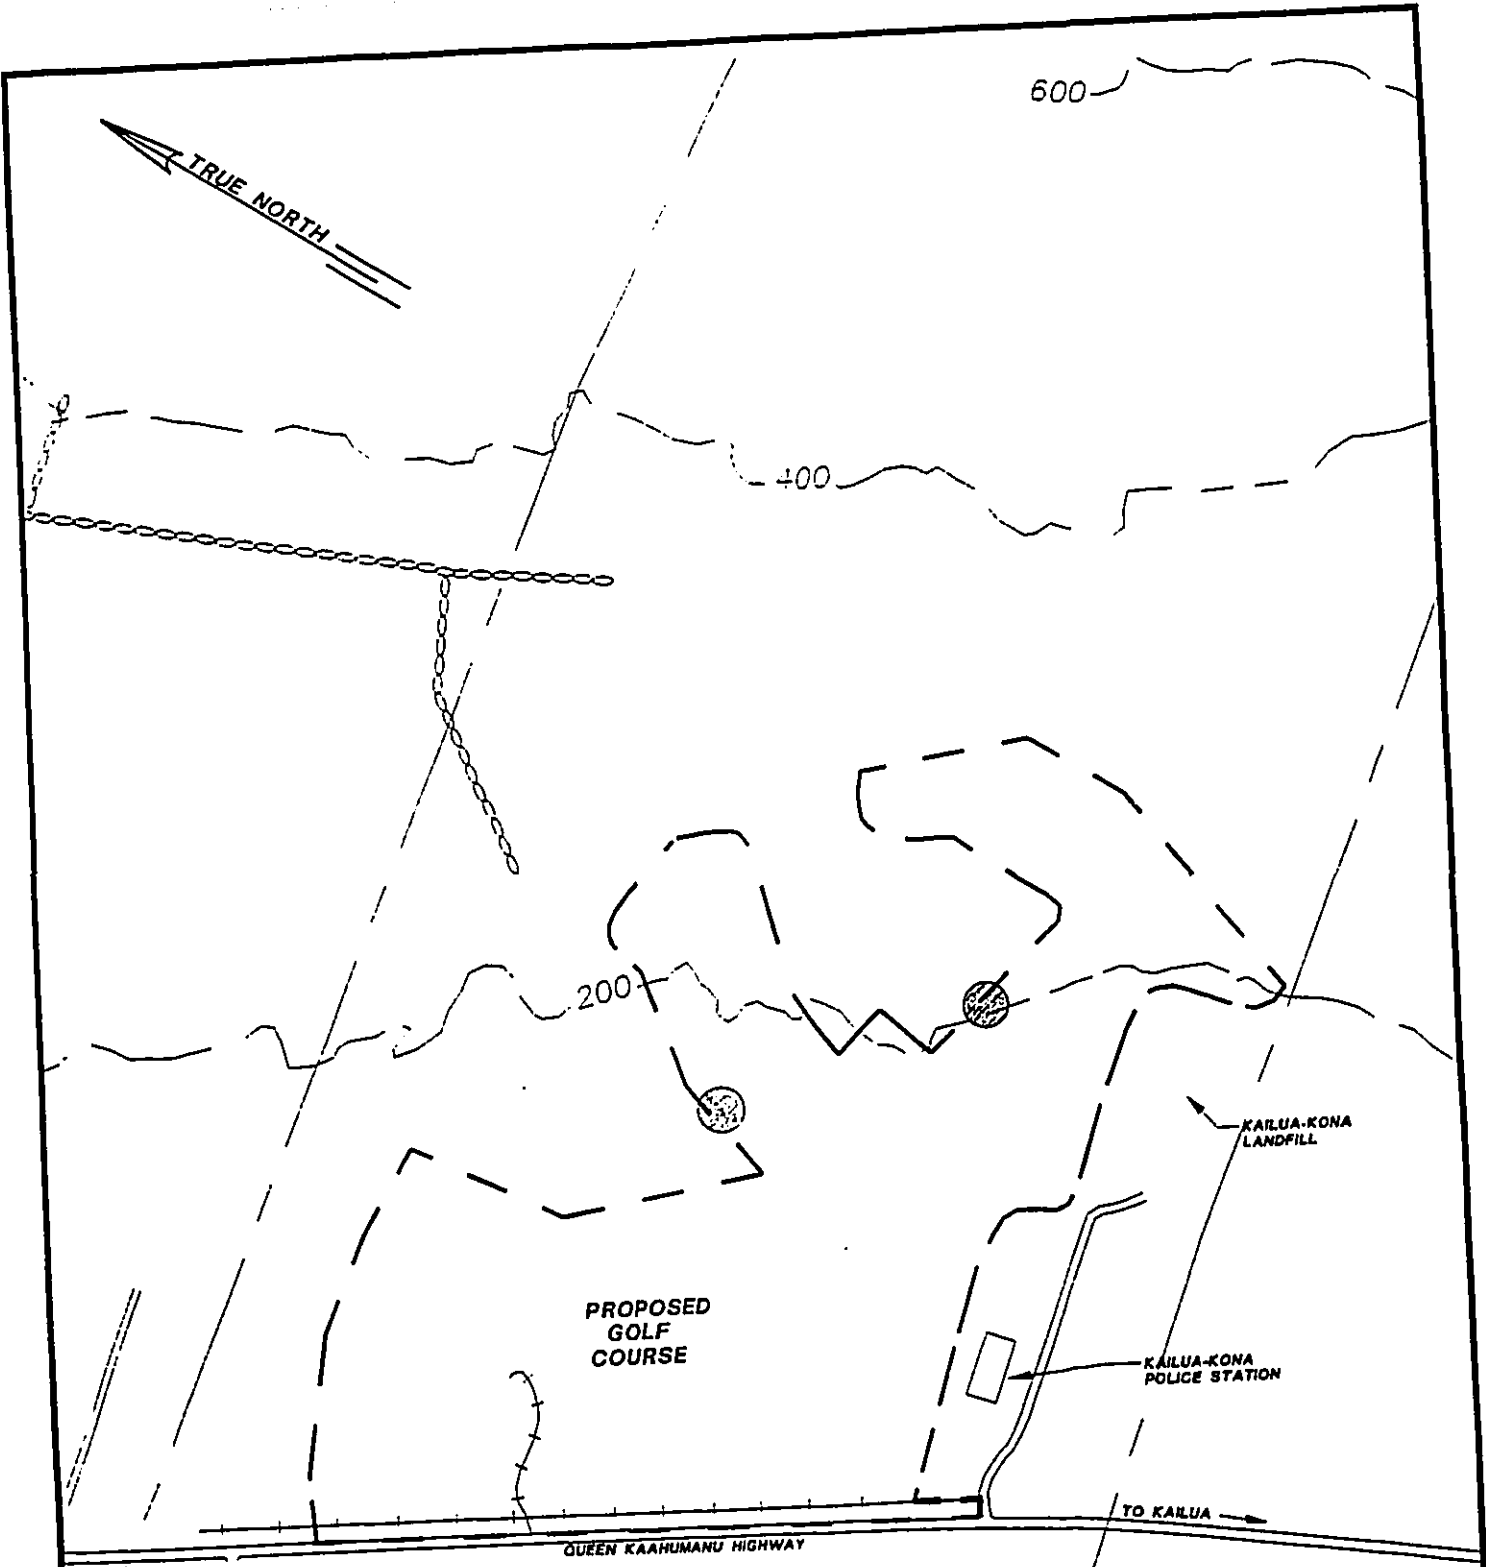 600
TRUE NORTH
400
200
KAILUA-KONA
LANDFILL
PROPOSED
GOLF
COURSE
KAILUA-KONA
POLICE STATION
TO KAILUA
QUEEN KAAHUMANU HIGHWAY